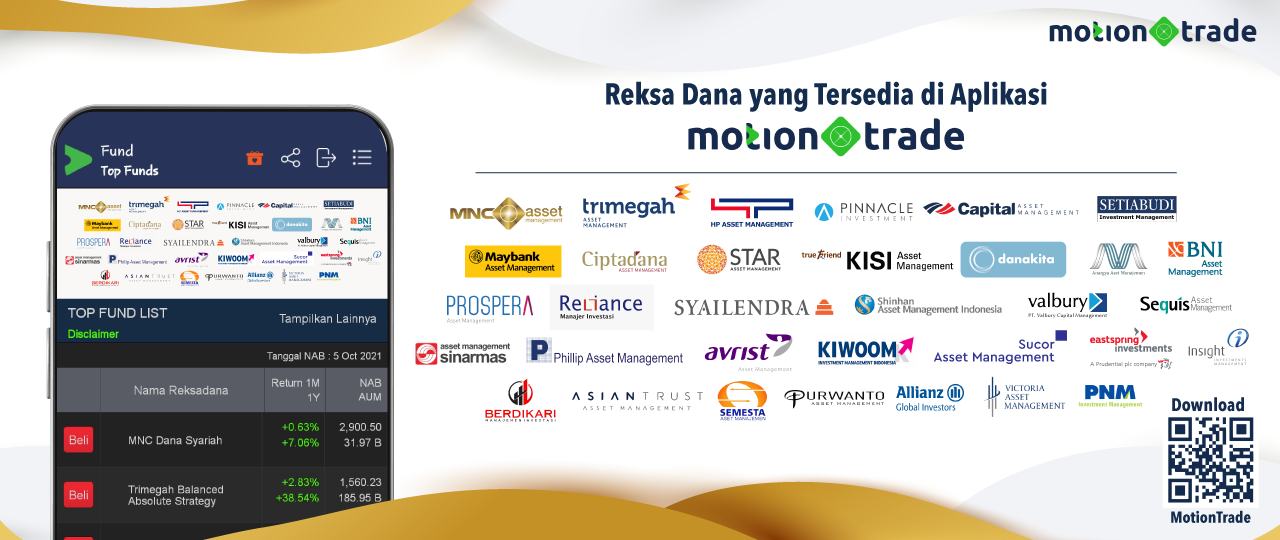 motion trade
Reksa Dana yang Tersedia di Aplikasi
motion trade
Fund
Top Funds
TOP FUND LIST
Tampilkan Lainnya
Disclaimer
Tanggal NAB : 5 Oct 2021
Nama Reksadana
Return 1M
1Y
NAB
AUM
Beli
MNC Dana Syariah
+0.63%
+7.06%
2,900.50
31.97 B
Beli
Trimegah Balanced
Absolute Strategy
+2.83%
+38.54%
1,560.23
185.95 B
MNC asset
management
trimegah
ASSET
MANAGEMENT
HP ASSET MANAGEMENT
PINNACLE
INVESTMENT
Capital ASSET
MANAGEMENT
SETIABUDI
Investment Management
Maybank
Asset Management
Ciptadana
ASSET MANAGEMENT
STAR
ASSET MANAGEMENT
true Friend
KISI Asset
Management
danakita
Anargya Aset Manajemen
BNI
Asset
Management
PROSPERA
Asset Management
Reliance
Manajer Investasi
SYAILENDRA
Shinhan
Asset Management Indonesia
valbury
PT. Valbury Capital Management
Sequis Asset
Management
asset management
sinarmas
Phillip Asset Management
avrist
Asset Management
KIWOOM
KIWOOM INVESTMENT MANAGEMENT INDONESIA
Sucor
Asset Management
eastspring
investments
A Prudential plc company
Insight
INVESTMENTS
MANAGEMENT
BERDIKARI
MANAJEMEN INVESTASI
ASIANTRUST
ASSET MANAGEMENT
SEMESTA
ASET MANAJEMEN
PURWANTO
ASSET MANAGEMENT
Allianz
Global Investors
VICTORIA
ASSET
MANAGEMENT
PNM
Investment Management
Download
MotionTrade